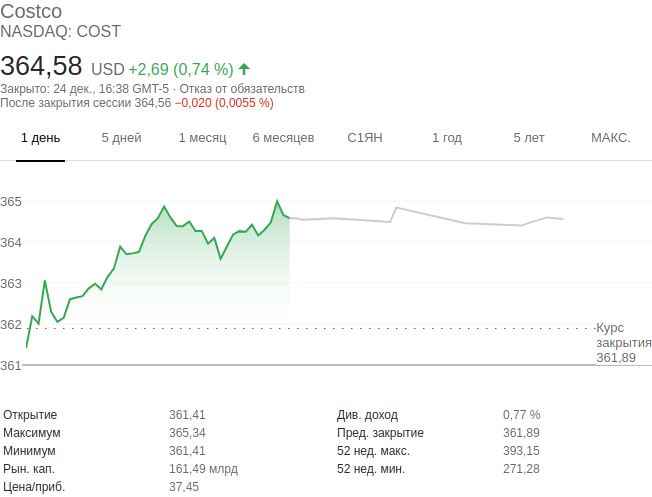 Costco
NASDAQ: COST
364,58 USD +2,69 (0,74 %)
Закрыто: 24 дек., 16:38 GMT-5 · Отказ от обязательств
После закрытия сессии 364,56 −0,020 (0,0055 %)
1 день 5 дней 1 месяц 6 месяцев С1ЯН 1 год 5 лет МАКС.
365
364
363
362
Курс
закрытия
361,89
361
Открытие 361,41 Див. доход 0,77 %
Максимум 365,34 Пред. закрытие 361,89
Минимум 361,41 52 нед. макс. 393,15
Рын. кап. 161,49 млрд 52 нед. мин. 271,28
Цена/приб. 37,45